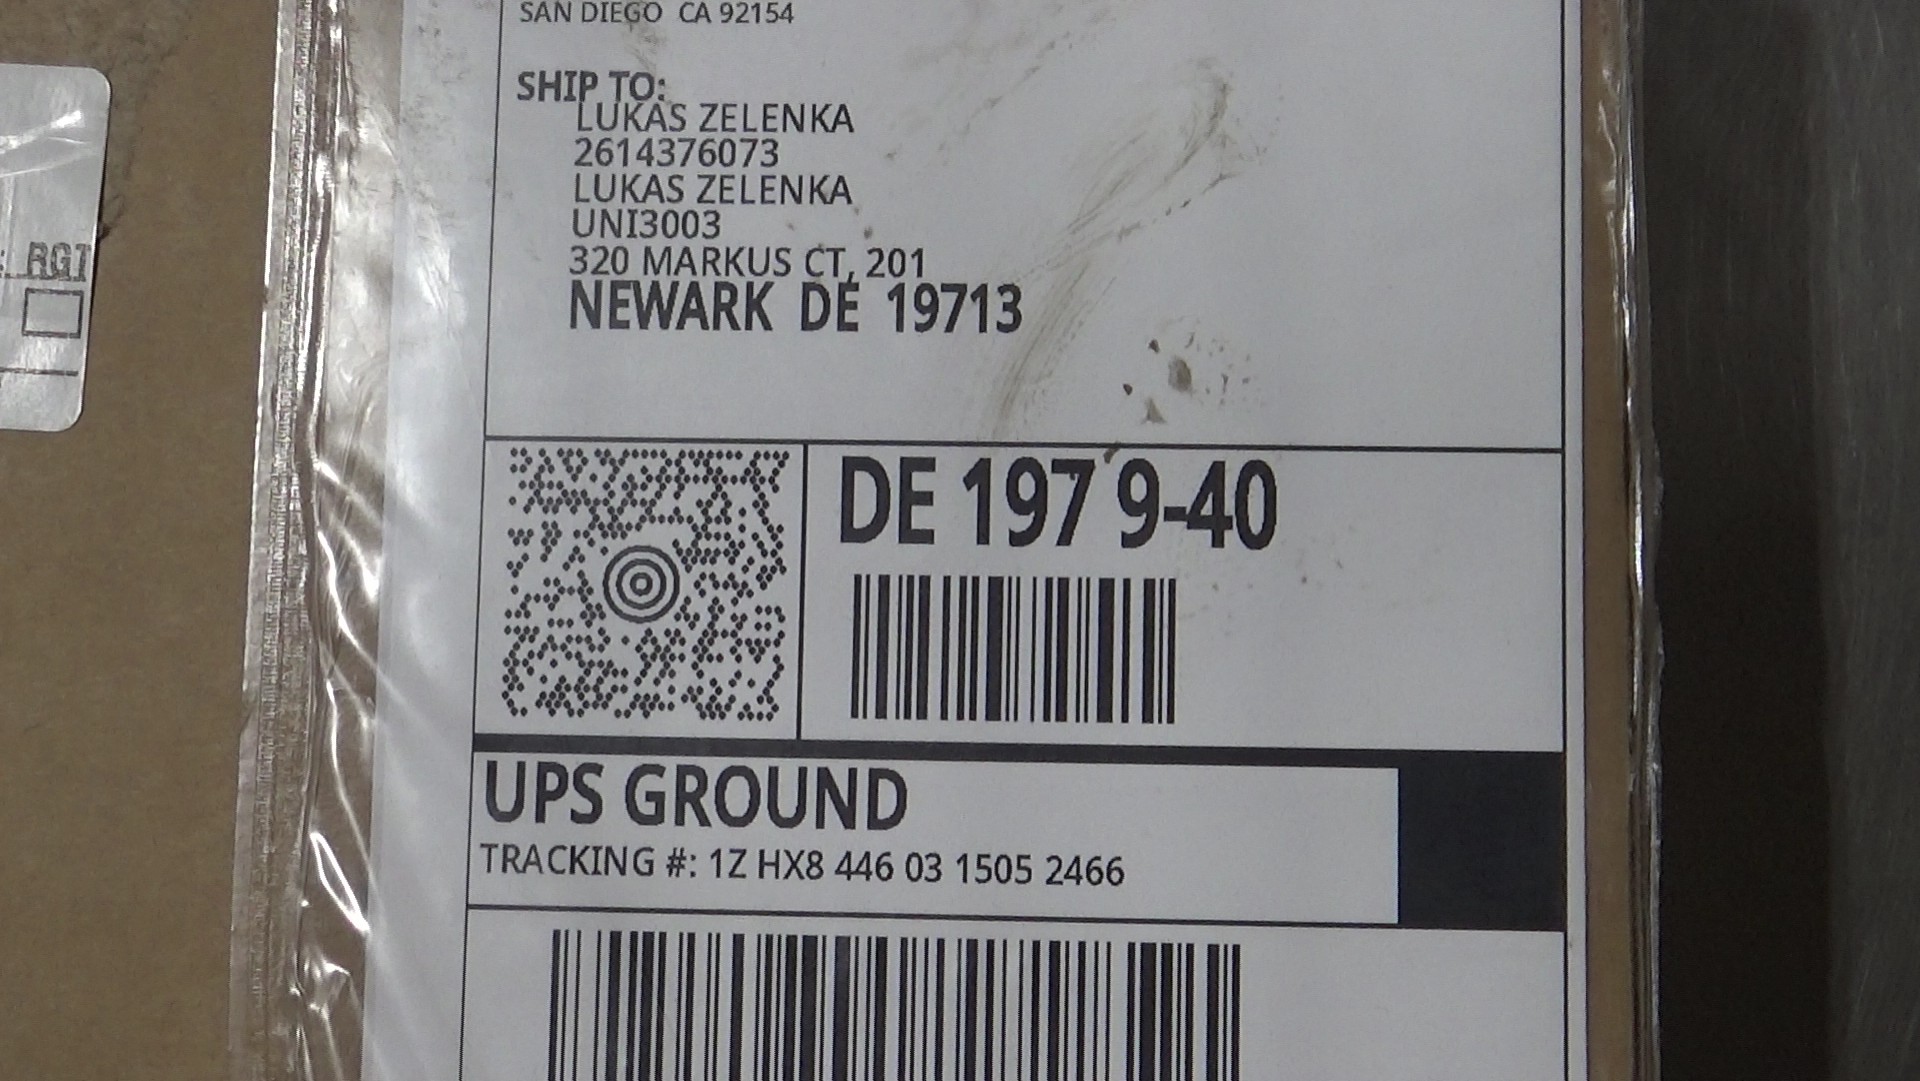 SAN DIEGO CA 92154
SHIP TO:
LUKAS ZELENKA
2614376073
LUKAS ZELENKA
UNI3003
320 MARKUS CT, 201
NEWARK DE 19713
: RGT
DE 197 9-40
UPS GROUND
TRACKING #: 1Z HX8 446 03 1505 2466